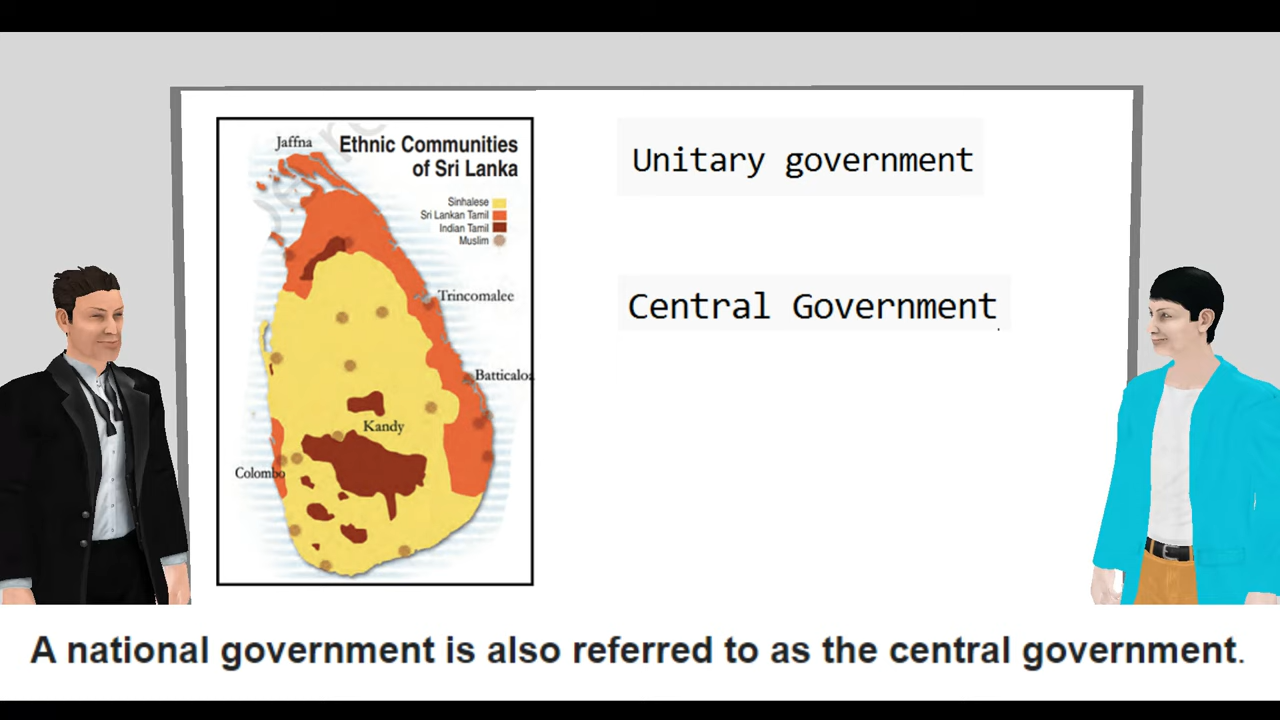 Jaffna
Ethnic Communities
of Sri Lanka
Sinhalese
Sri Lankan Tamil
Indian Tamil
Muslim
Trincomalee
Batticaloa
Kandy
Colombo
Unitary government
Central Government
A national government is also referred to as the central government.